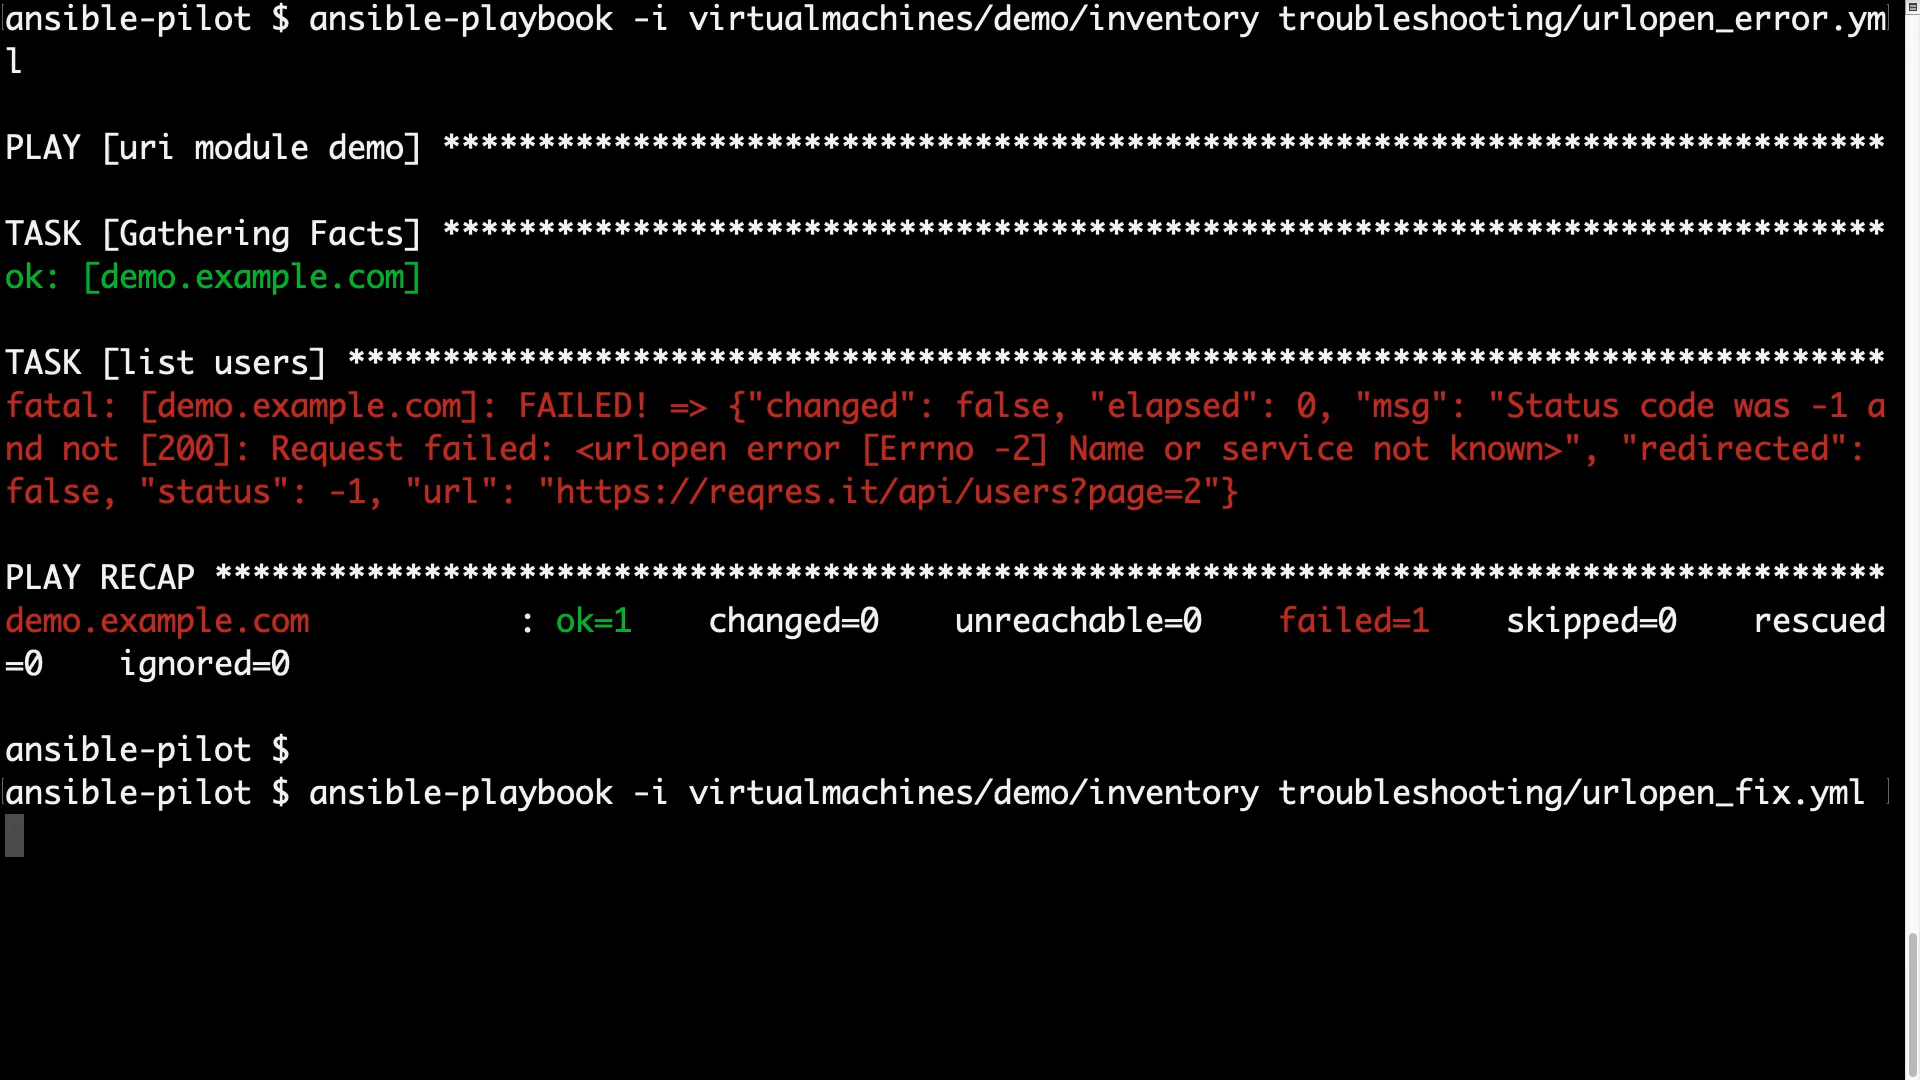 ansible-pilot $ ansible-playbook -i virtualmachines/demo/inventory troubleshooting/urlopen_error.ym
l
PLAY [uri module demo] ****************************************************************************
TASK [Gathering Facts] ****************************************************************************
ok: [demo.example.com]
TASK [list users] *********************************************************************************
fatal: [demo.example.com]: FAILED! => {"changed": false, "elapsed": 0, "msg": "Status code was -1 a
nd not [200]: Request failed: <urlopen error [Errno -2] Name or service not known>", "redirected":
false, "status": -1, "url": "https://reqres.it/api/users?page=2"}
PLAY RECAP ****************************************************************************************
demo.example.com           : ok=1    changed=0    unreachable=0    failed=1    skipped=0    rescued
=0    ignored=0
ansible-pilot $
ansible-pilot $ ansible-playbook -i virtualmachines/demo/inventory troubleshooting/urlopen_fix.yml